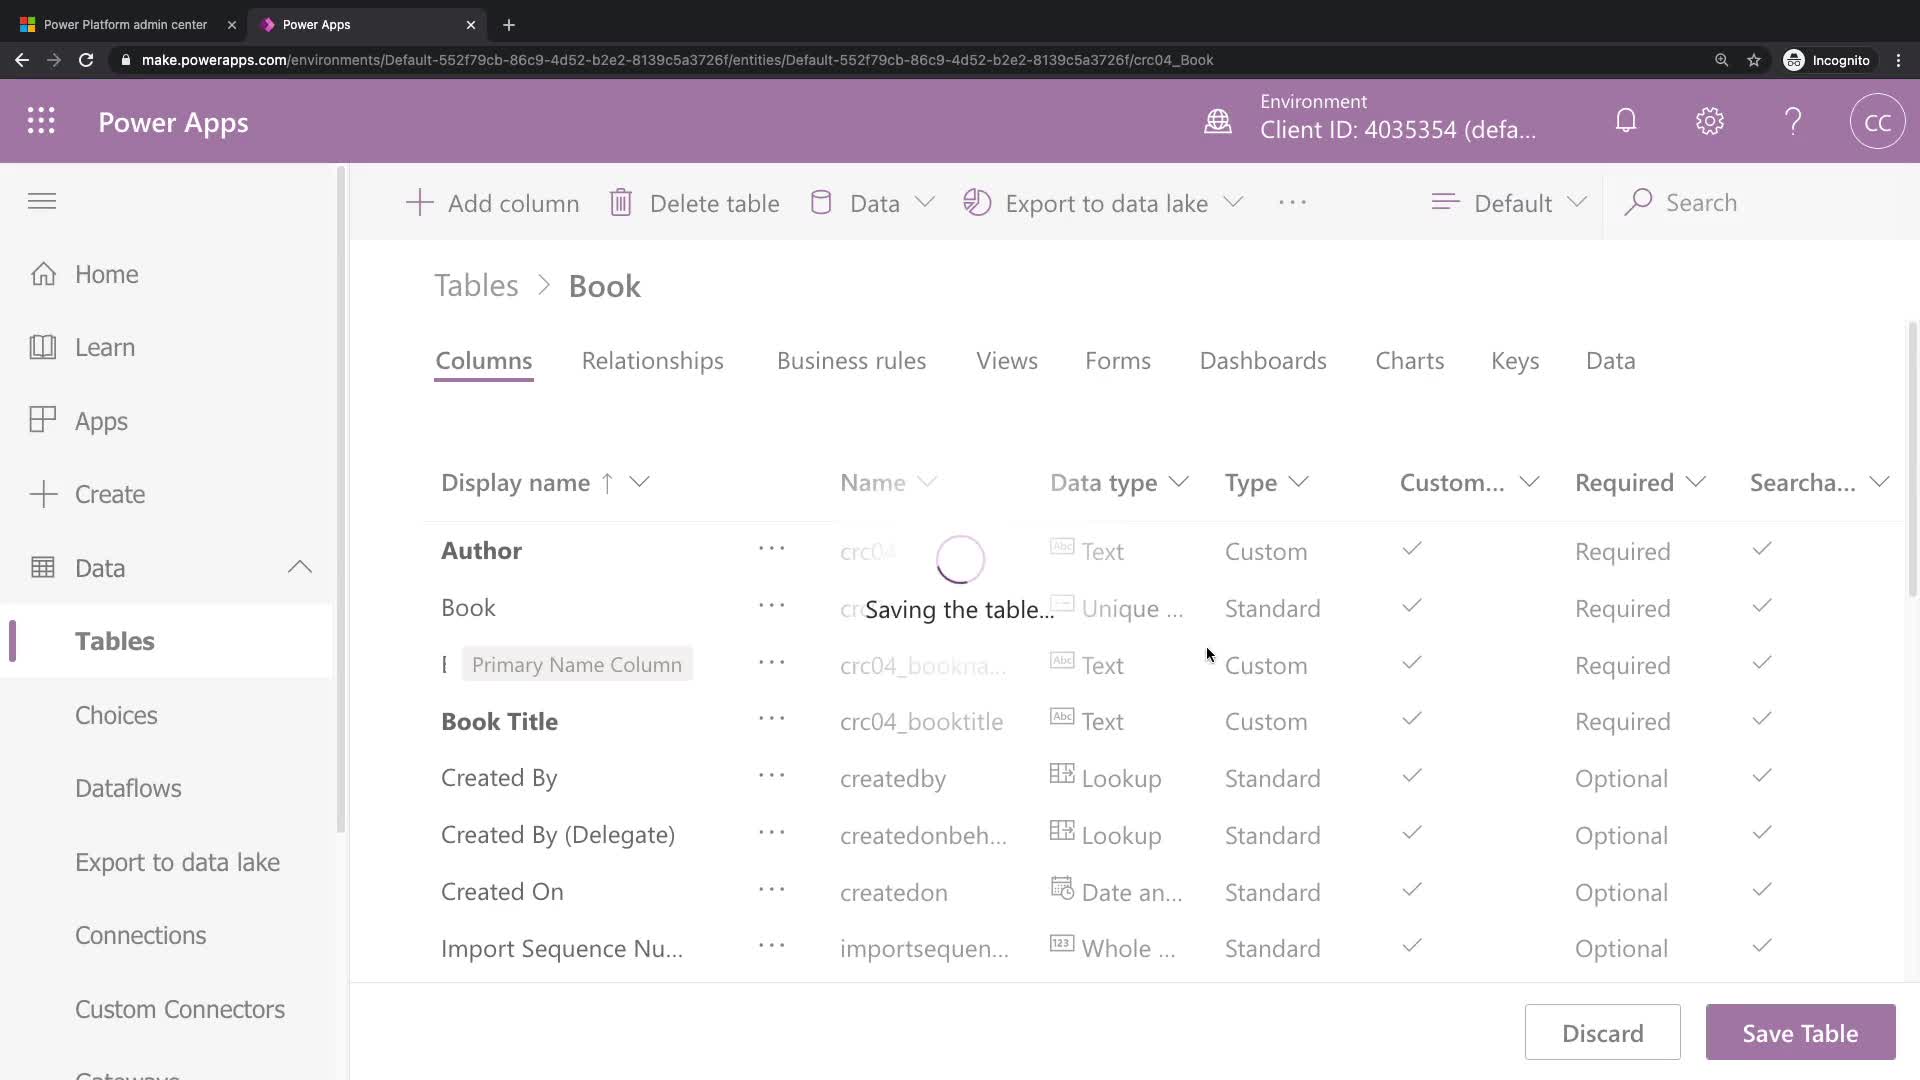 Power Platform admin center
Power Apps
make.powerapps.com/environments/Default-552f79cb-86c9-4d52-b2e2-8139c5a3726f/entities/Default-552f79cb-86c9-4d52-b2e2-8139c5a3726f/crc04_Book
Incognito
Power Apps
Environment
Client ID: 4035354 (defa...
CC
Add column
Delete table
Data
Export to data lake
Default
Search
Home
Learn
Apps
Create
Data
Tables
Choices
Dataflows
Export to data lake
Connections
Custom Connectors
Tables > Book
Columns Relationships Business rules Views Forms Dashboards Charts Keys Data
Display name Name Data type Type Custom... Required Searcha...
Author crc04 Abc Text Custom Required
Book Unique ... Standard Required
Saving the table...
Primary Name Column crc04_bookna... Abc Text Custom Required
Book Title crc04_booktitle Abc Text Custom Required
Created By createdby Lookup Standard Optional
Created By (Delegate) createdonbeh... Lookup Standard Optional
Created On createdon Date an... Standard Optional
Import Sequence Nu... importsequen... 123 Whole ... Standard Optional
Discard
Save Table